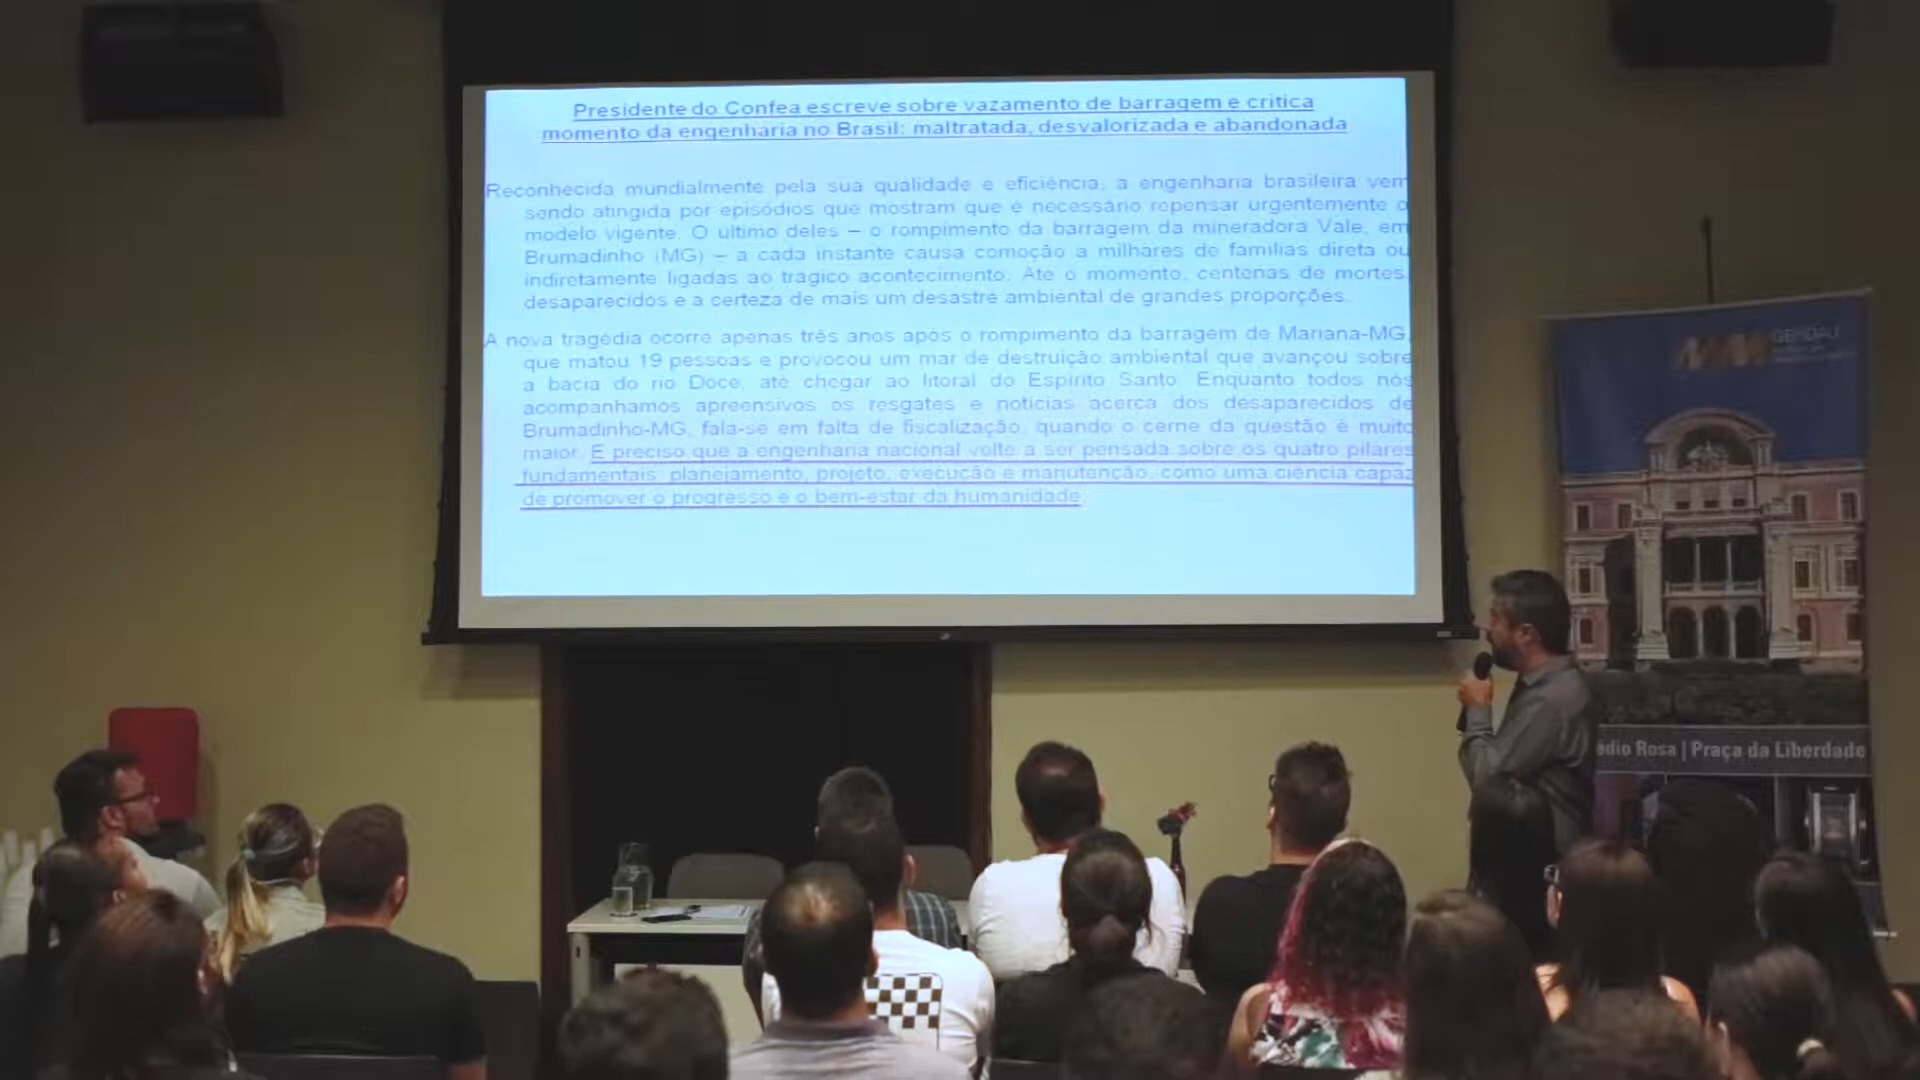 Presidente do Confea escreve sobre vazamento de barragem e critica
momento da engenharia no Brasil: maltratada, desvalorizada e abandonada
Reconhecida mundialmente pela sua qualidade e eficiência, a engenharia brasileira vem
sendo atingida por episódios que mostram que é necessário repensar urgentemente o
modelo vigente. O último deles – o rompimento da barragem da mineradora Vale, em
Brumadinho (MG) – a cada instante causa comoção a milhares de famílias direta ou
indiretamente ligadas ao trágico acontecimento. Até o momento, centenas de mortes,
desaparecidos e a certeza de mais um desastre ambiental de grandes proporções.
A nova tragédia ocorre apenas três anos após o rompimento da barragem de Mariana-MG,
que matou 19 pessoas e provocou um mar de destruição ambiental que avançou sobre
a bacia do rio Doce, até chegar ao litoral do Espírito Santo. Enquanto todos nós
acompanhamos apreensivos os resgates e notícias acerca dos desaparecidos de
Brumadinho-MG, fala-se em falta de fiscalização, quando o cerne da questão é muito
maior. É preciso que a engenharia nacional volte a ser pensada sobre os quatro pilares
fundamentais: planejamento, projeto, execução e manutenção, como uma ciência capaz
de promover o progresso e o bem-estar da humanidade.
MM GERDAU
édio Rosa | Praça da Liberdade